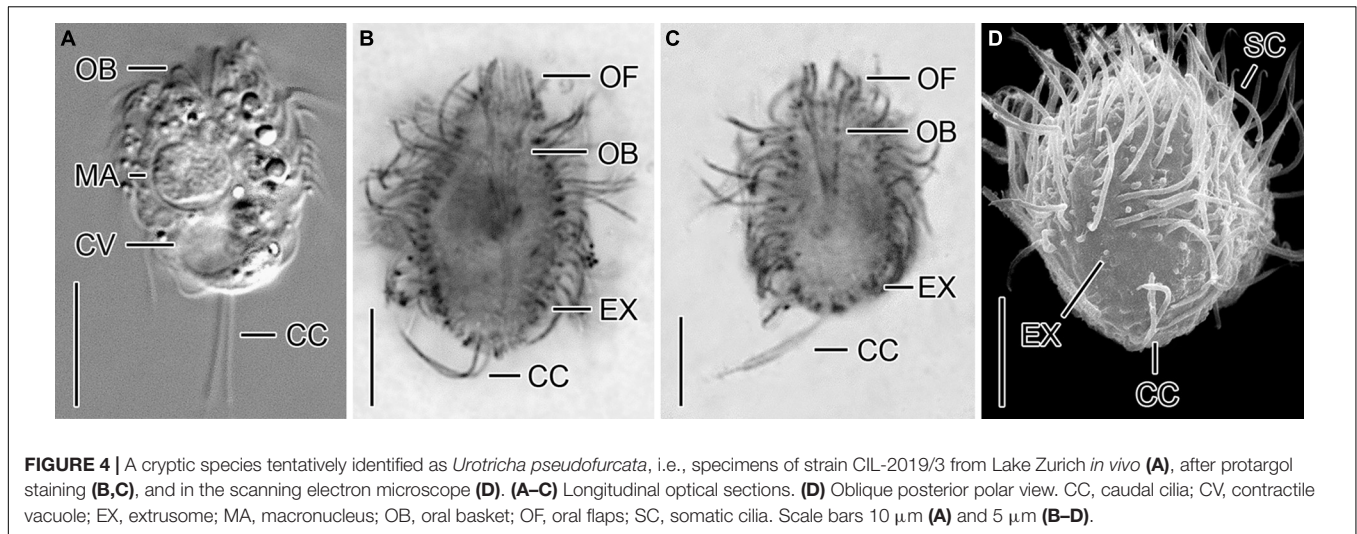 A
OB
MA
CV
CC
B
OF
OB
EX
CC
C
OF
OB
EX
CC
D
SC
EX
CC
FIGURE 4 | A cryptic species tentatively identified as Urotricha pseudofurcata, i.e., specimens of strain CIL-2019/3 from Lake Zurich in vivo (A), after protargol
staining (B,C), and in the scanning electron microscope (D). (A–C) Longitudinal optical sections. (D) Oblique posterior polar view. CC, caudal cilia; CV, contractile
vacuole; EX, extrusome; MA, macronucleus; OB, oral basket; OF, oral flaps; SC, somatic cilia. Scale bars 10 μm (A) and 5 μm (B–D).